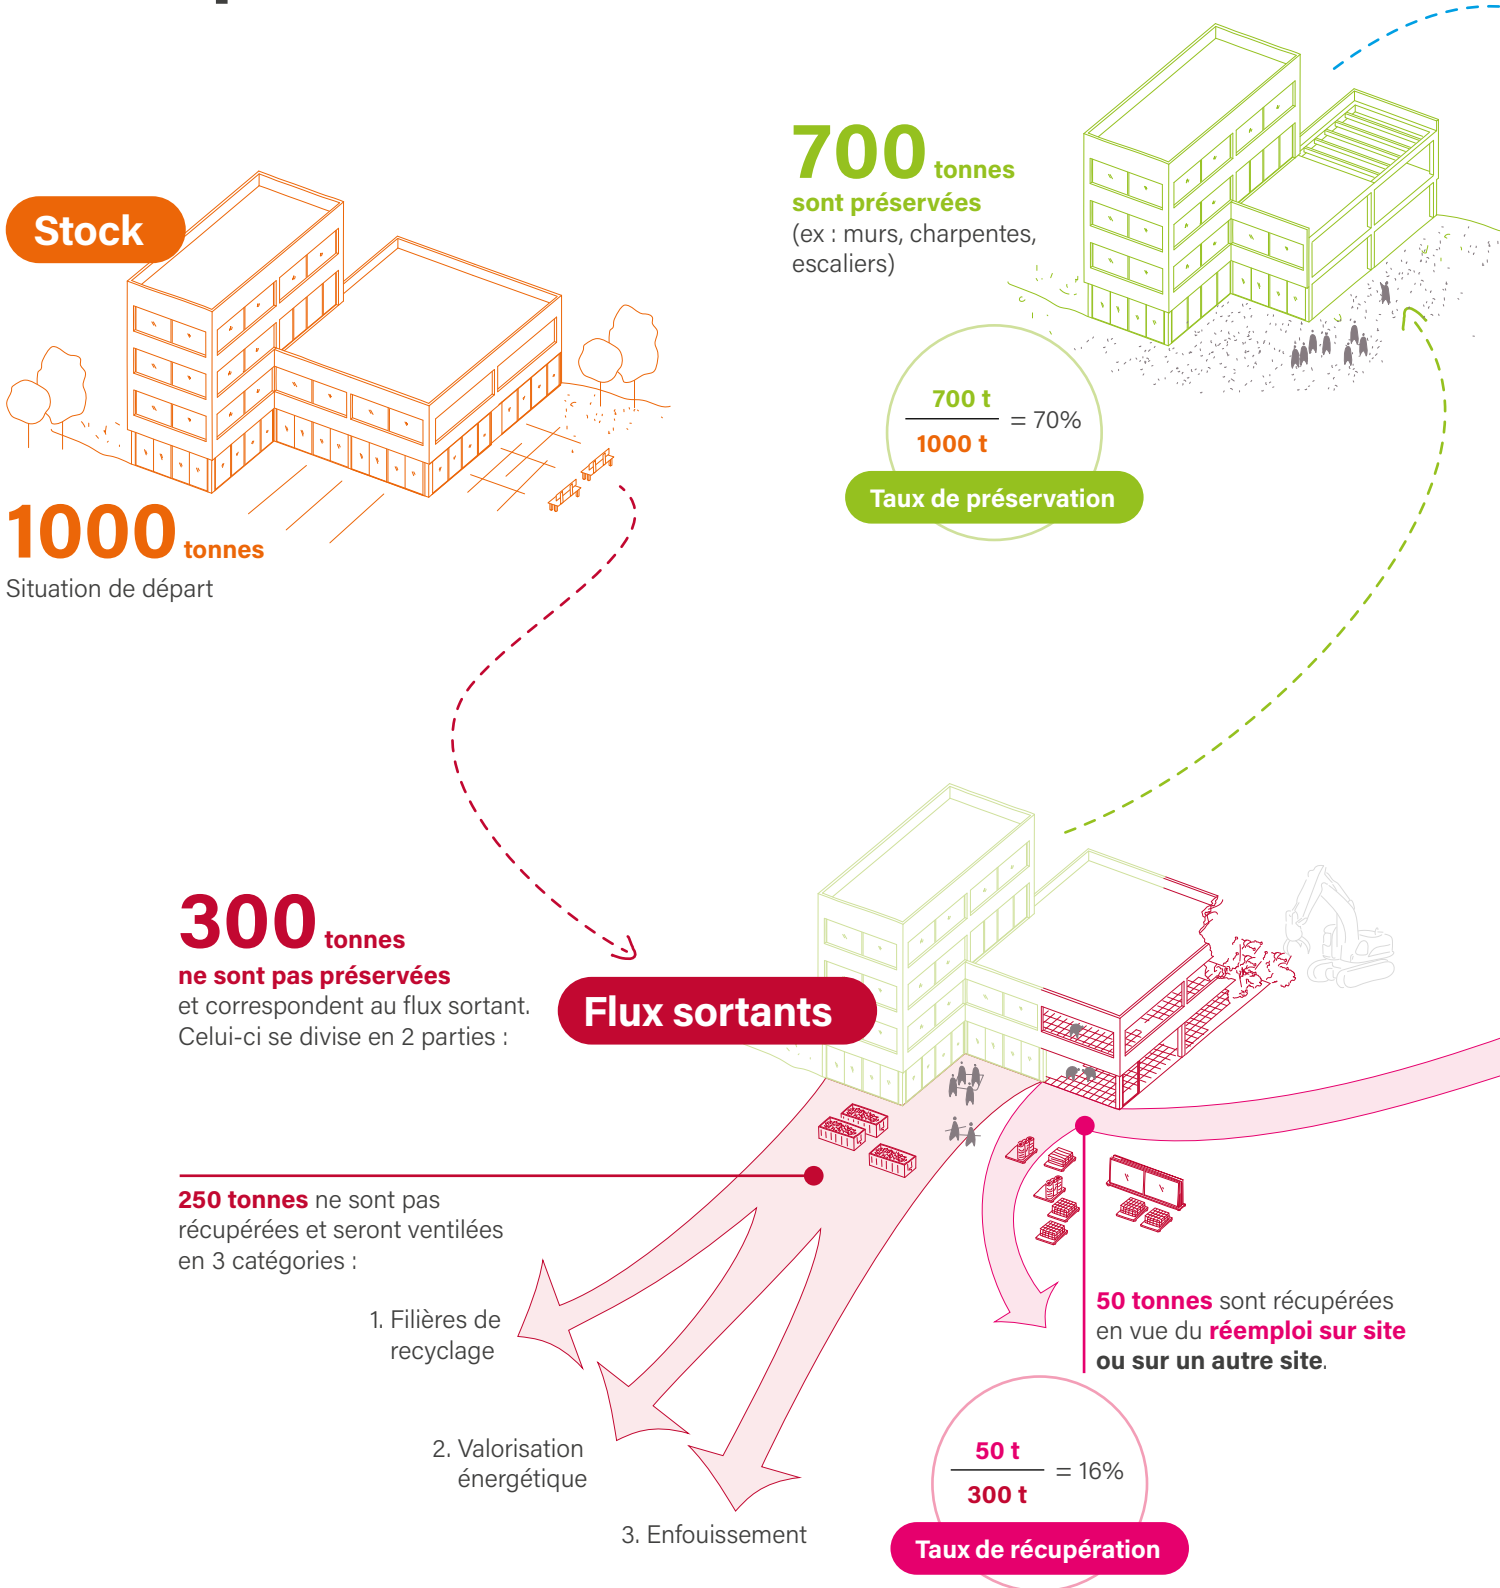 Stock
1000 tonnes
Situation de départ
700 tonnes
sont préservées
(ex : murs, charpentes,
escaliers)
700 t
1000 t
= 70%
Taux de préservation
300 tonnes
ne sont pas préservées
et correspondent au flux sortant.
Celui-ci se divise en 2 parties :
Flux sortants
250 tonnes ne sont pas
récupérées et seront ventilées
en 3 catégories :
1. Filières de
recyclage
2. Valorisation
énergétique
3. Enfouissement
50 tonnes sont récupérées
en vue du réemploi sur site
ou sur un autre site.
50 t
300 t
= 16%
Taux de récupération